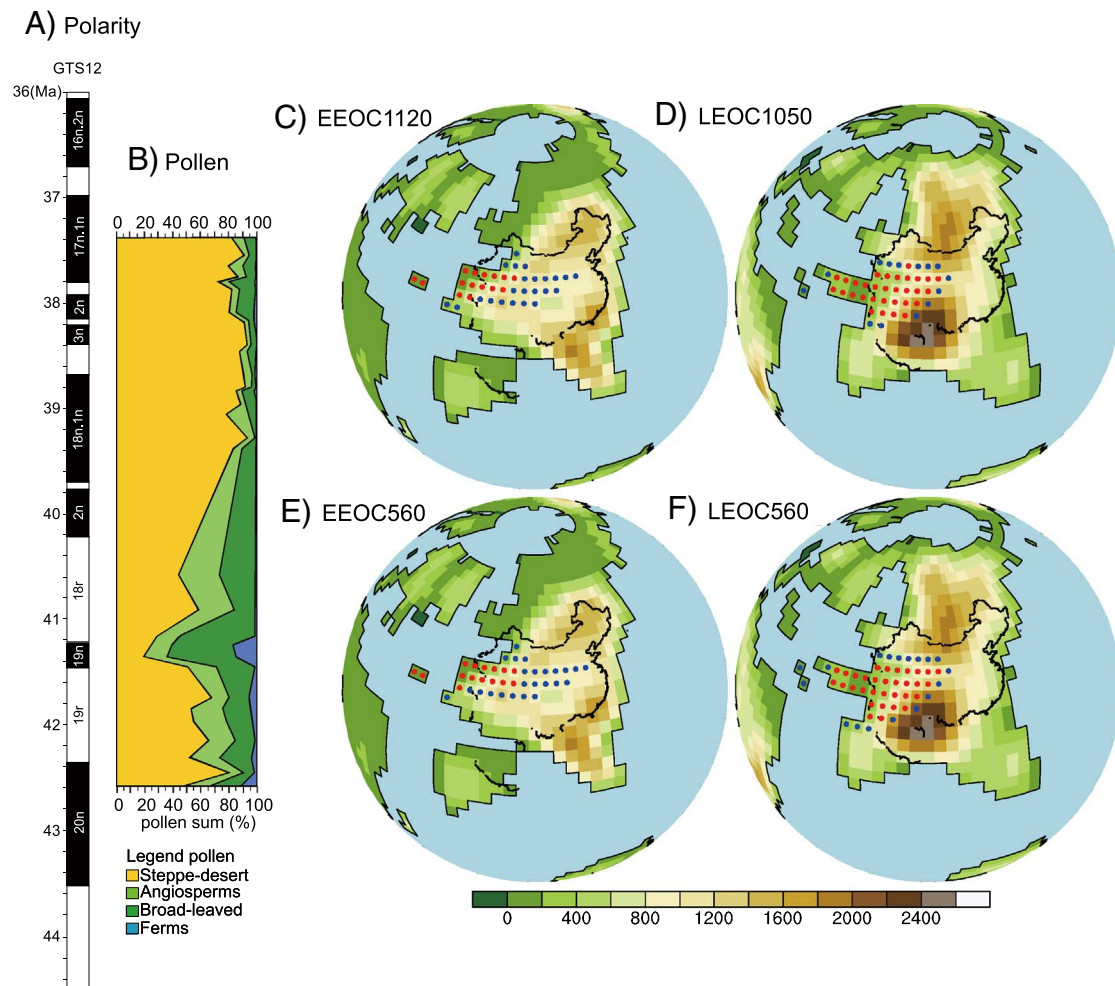 A) Polarity
GTS12
36(Ma)
37
38
39
40
41
42
43
44
16n.2n
17n.1n
2n
3n
18n.1n
2n
18r
19n
19r
20n
B) Pollen
0 20 40 60 80 100
0 20 40 60 80 100
pollen sum (%)
Legend pollen
Steppe-desert
Angiosperms
Broad-leaved
Ferms
C) EEOC1120
D) LEOC1050
E) EEOC560
F) LEOC560
0 400 800 1200 1600 2000 2400